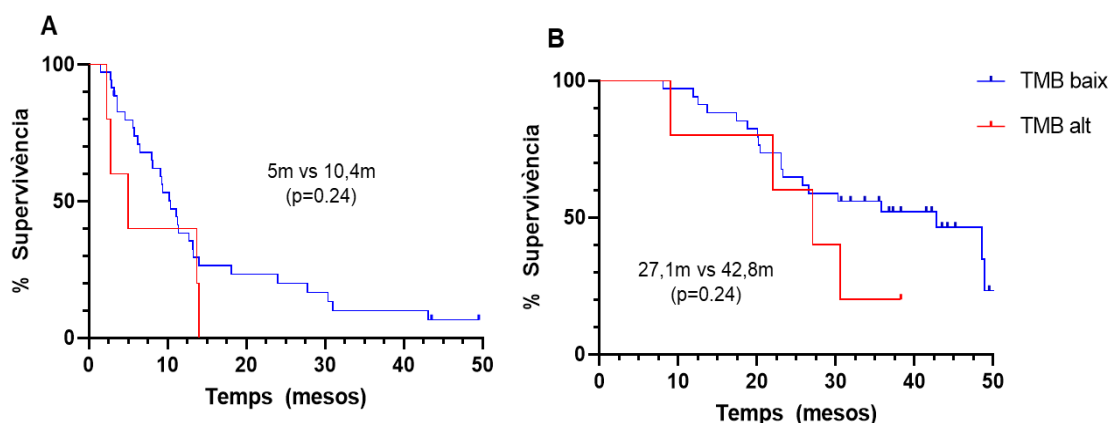 A
% Supervivència
100
50
0
5m vs 10,4m
(p=0.24)
0 10 20 30 40 50
Temps (mesos)
B
% Supervivència
100
50
0
27,1m vs 42,8m
(p=0.24)
0 10 20 30 40 50
Temps (mesos)
TMB baix
TMB alt